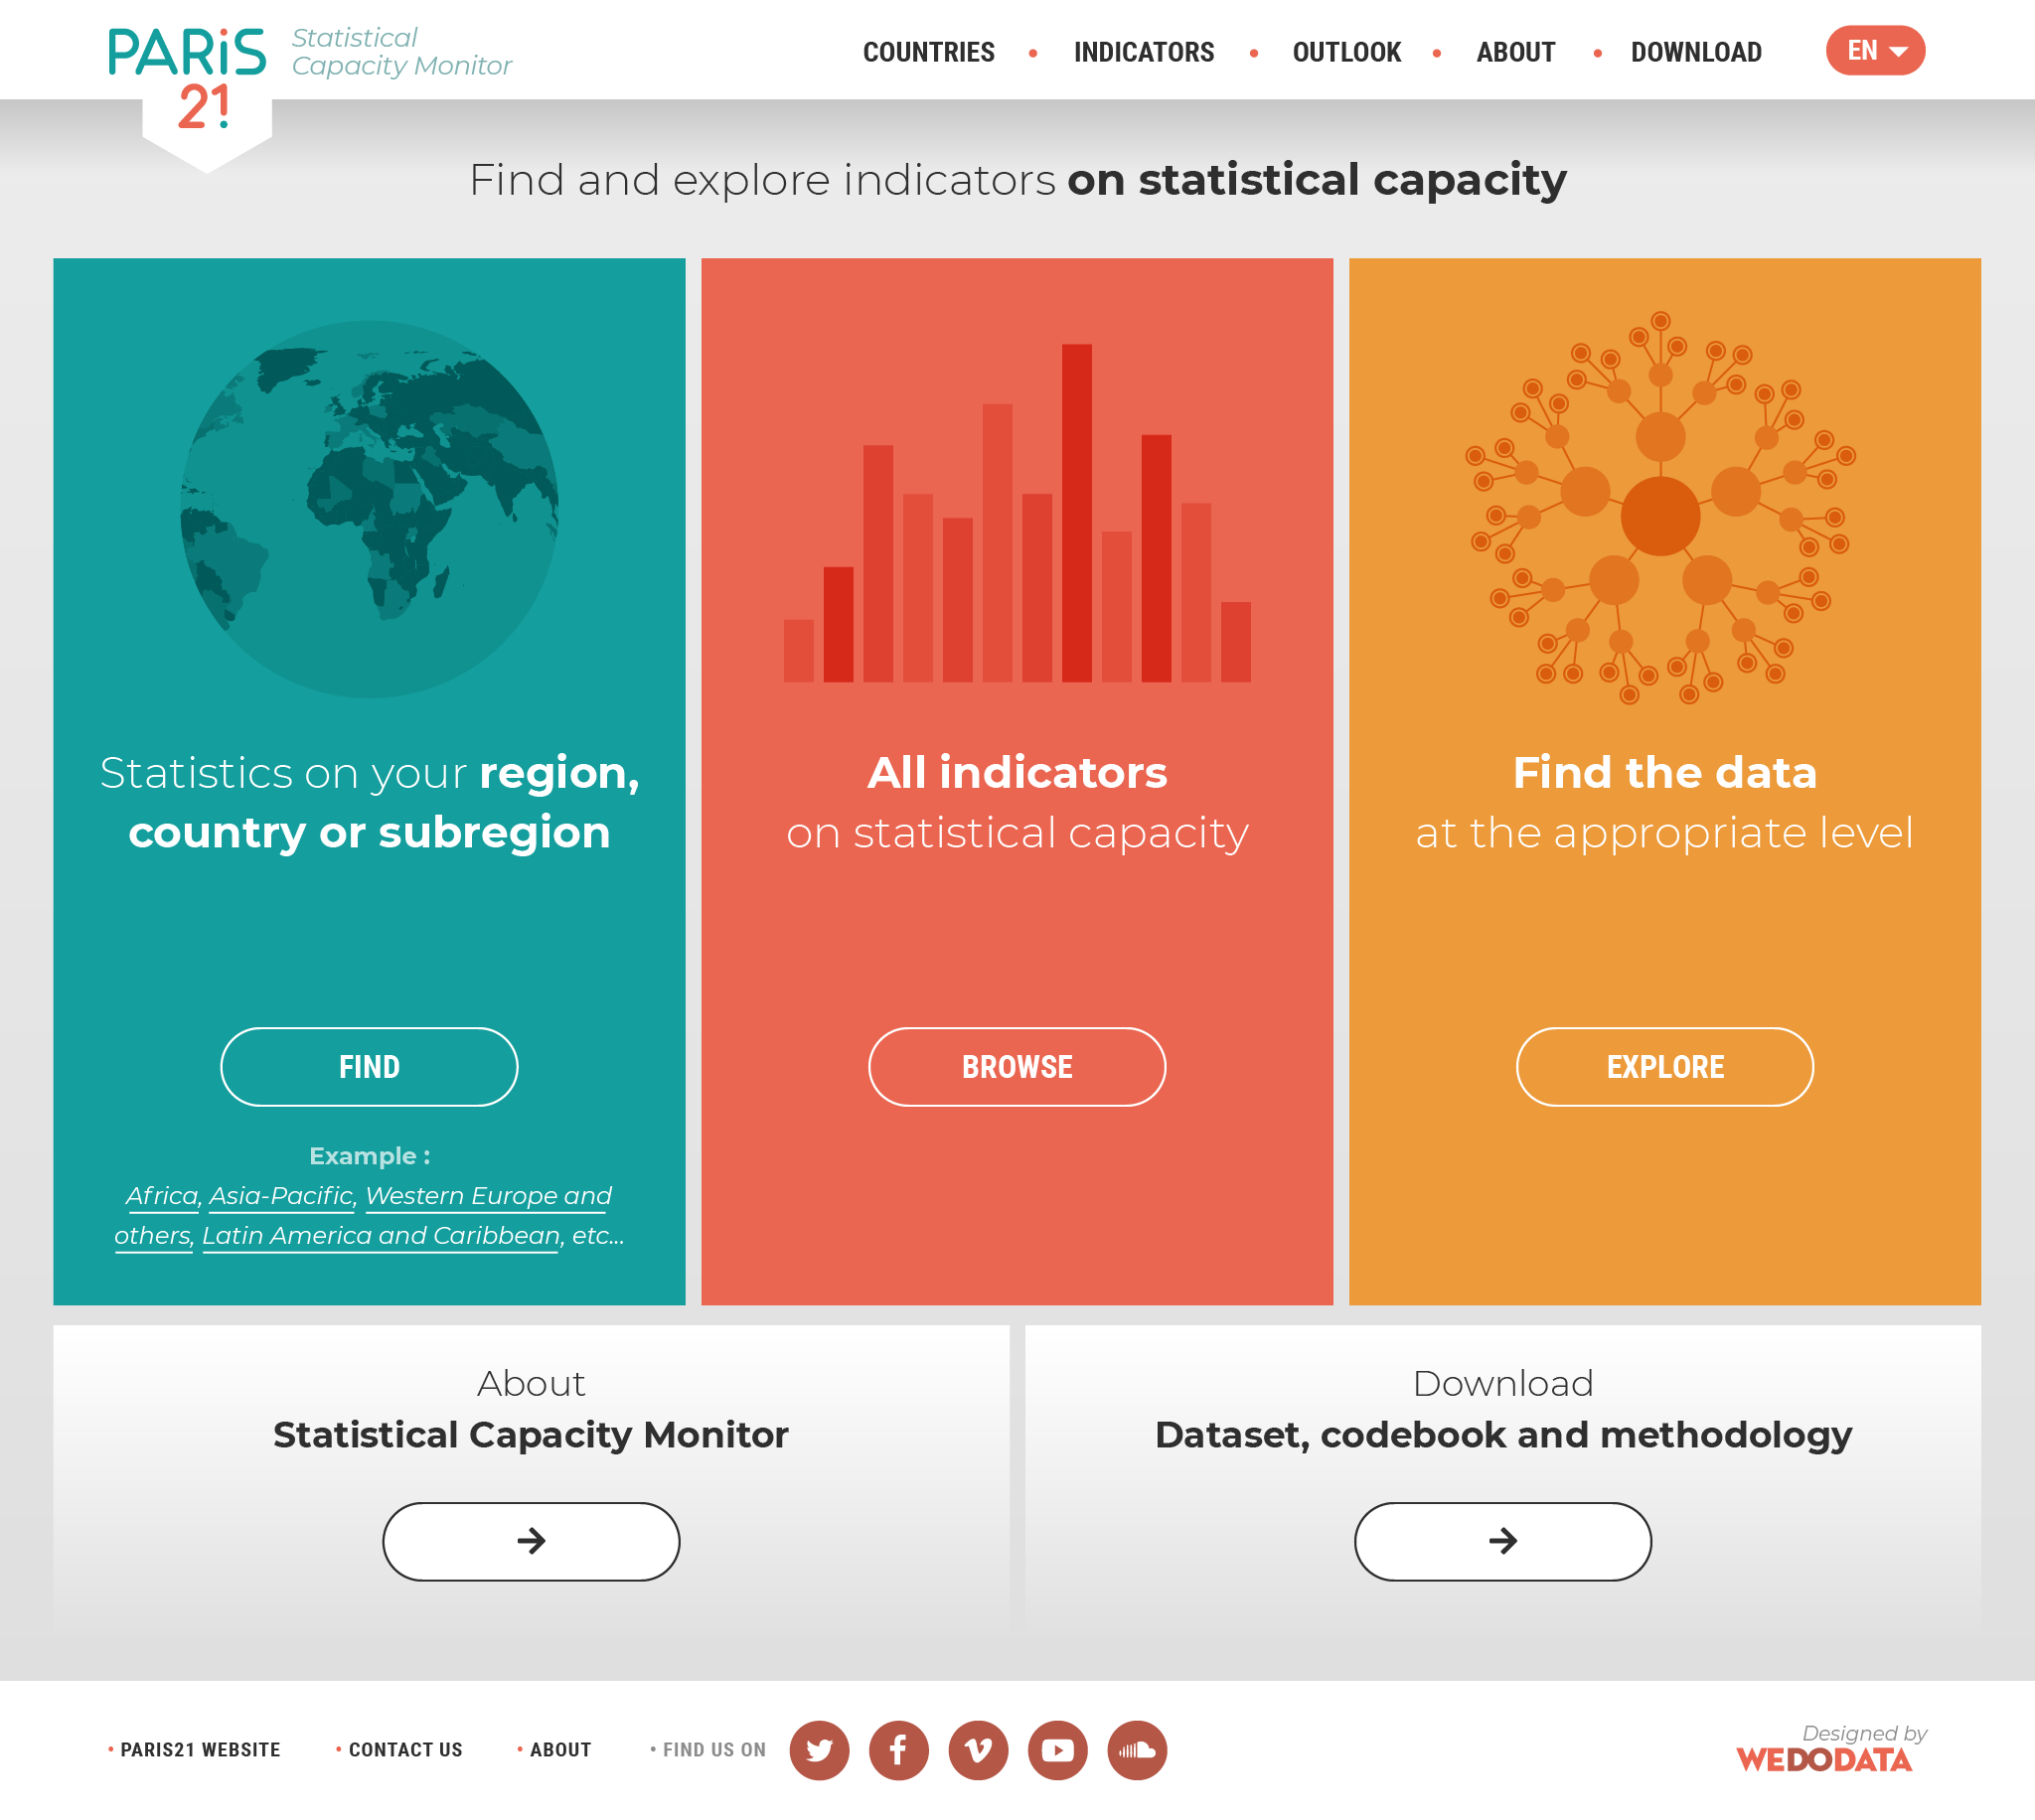 PARiS
21
Statistical
Capacity Monitor
COUNTRIES • INDICATORS • OUTLOOK • ABOUT • DOWNLOAD
EN
Find and explore indicators on statistical capacity
Statistics on your region,
country or subregion
FIND
Example :
Africa, Asia-Pacific, Western Europe and
others, Latin America and Caribbean, etc...
All indicators
on statistical capacity
BROWSE
Find the data
at the appropriate level
EXPLORE
About
Statistical Capacity Monitor
Download
Dataset, codebook and methodology
• PARIS21 WEBSITE • CONTACT US • ABOUT • FIND US ON
Designed by
WEDODATA